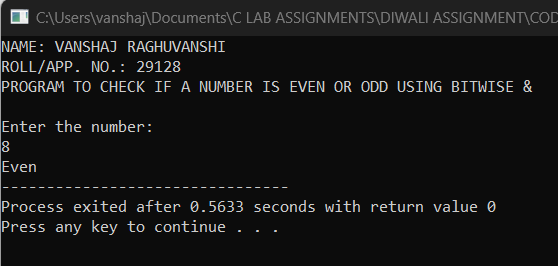 C:\Users\vanshaj\Documents\C LAB ASSIGNMENTS\DIWALI ASSIGNMENT\COD
NAME: VANSHAJ RAGHUVANSHI
ROLL/APP. NO.: 29128
PROGRAM TO CHECK IF A NUMBER IS EVEN OR ODD USING BITWISE &
Enter the number:
8
Even
--------------------------------
Process exited after 0.5633 seconds with return value 0
Press any key to continue . . .